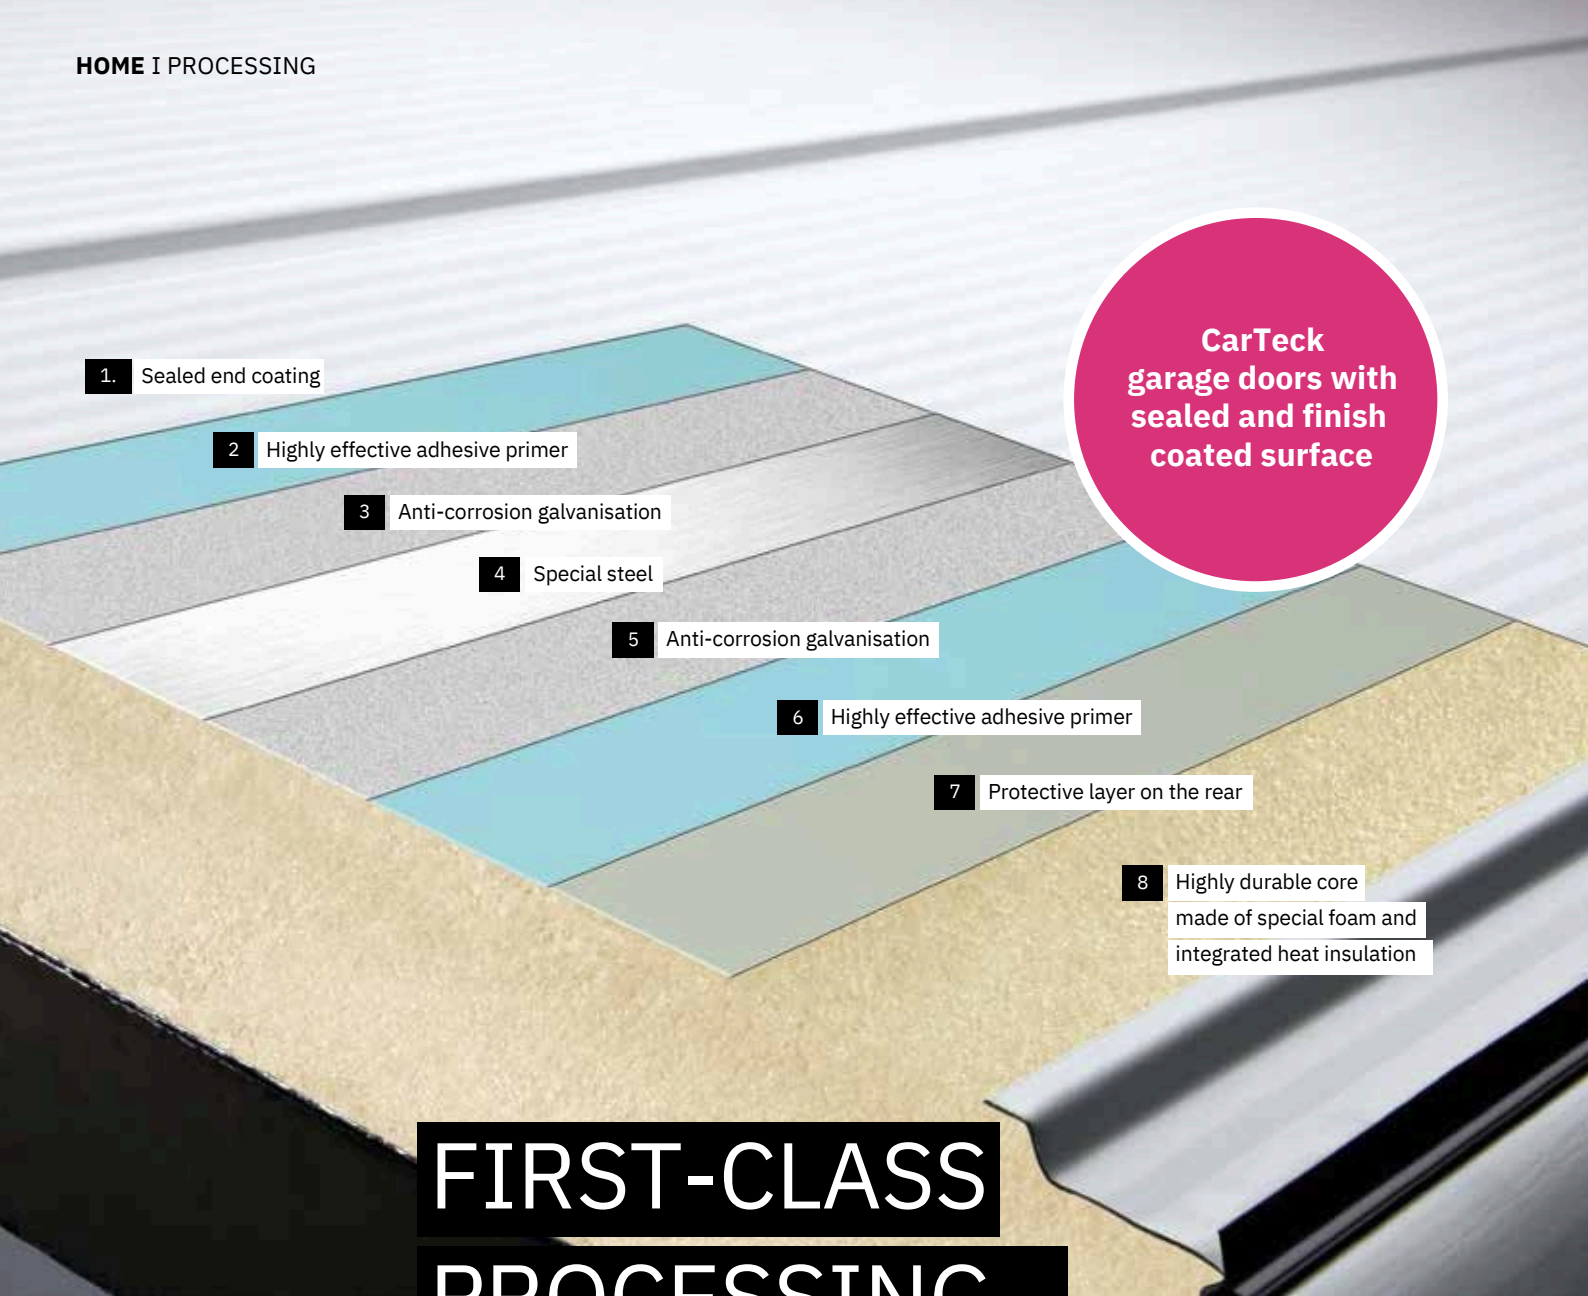 HOME I PROCESSING
CarTeck
garage doors with
sealed and finish
coated surface
1. Sealed end coating
2 Highly effective adhesive primer
3 Anti-corrosion galvanisation
4 Special steel
5 Anti-corrosion galvanisation
6 Highly effective adhesive primer
7 Protective layer on the rear
8 Highly durable core
made of special foam and
integrated heat insulation
FIRST-CLASS
PROCESSING